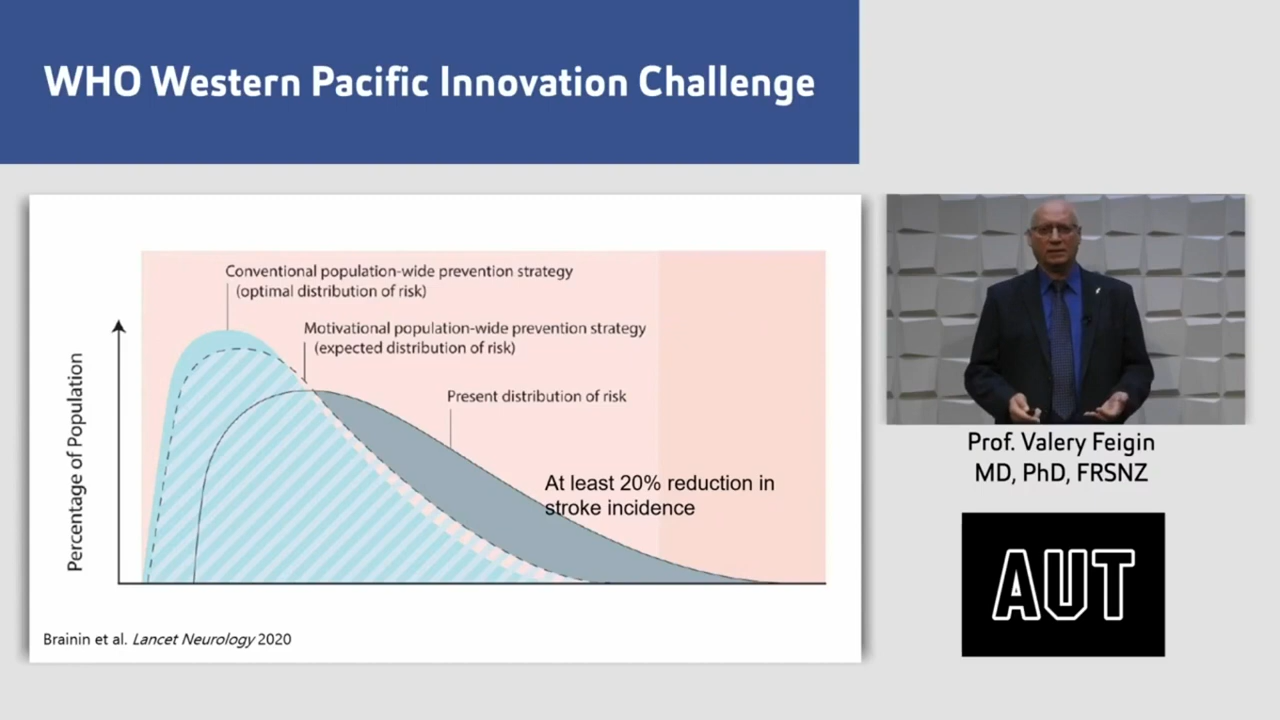 WHO Western Pacific Innovation Challenge
Conventional population-wide prevention strategy
(optimal distribution of risk)
Motivational population-wide prevention strategy
(expected distribution of risk)
Present distribution of risk
At least 20% reduction in
stroke incidence
Percentage of Population
Brainin et al. Lancet Neurology 2020
Prof. Valery Feigin
MD, PhD, FRSNZ
AUT